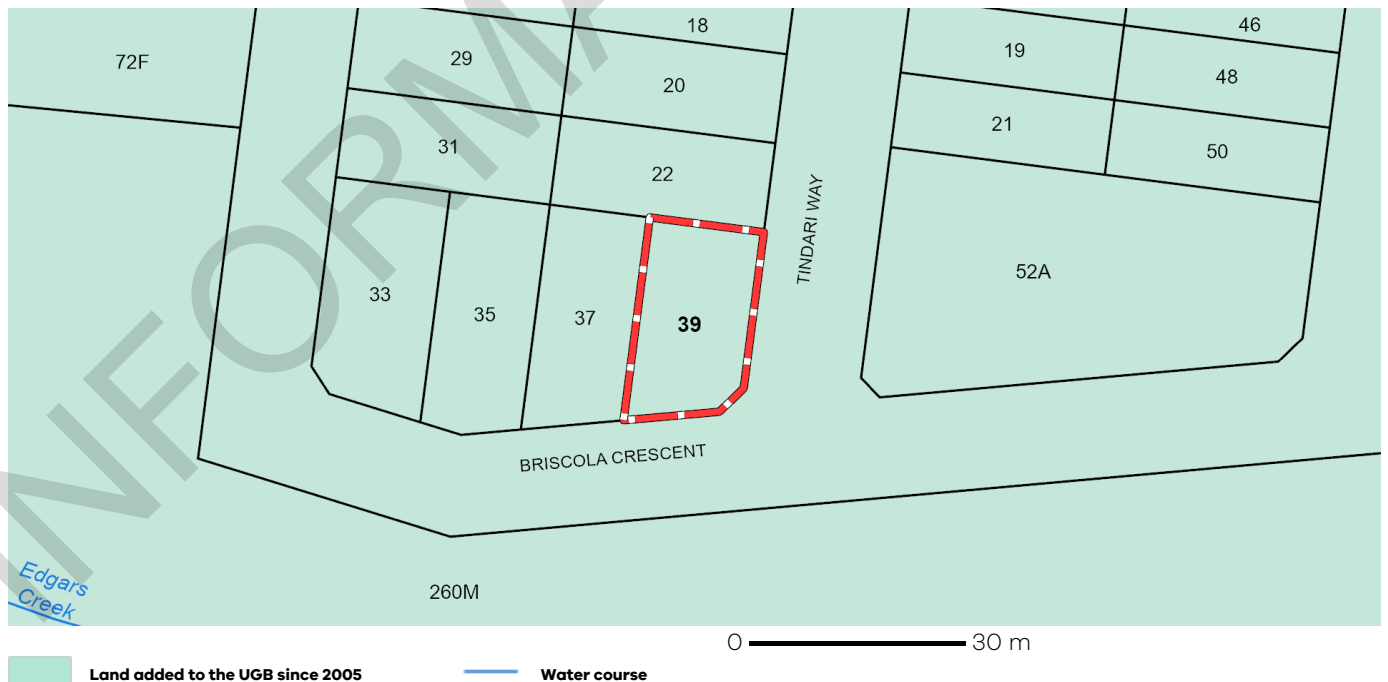 18
46
72F
29
19
20
48
21
31
50
22
TINDARI WAY
52A
33
35
37
39
BRISCOLA CRESCENT
Edgars
Creek
260M
0 30 m
Land added to the UGB since 2005
Water course
INFORMA